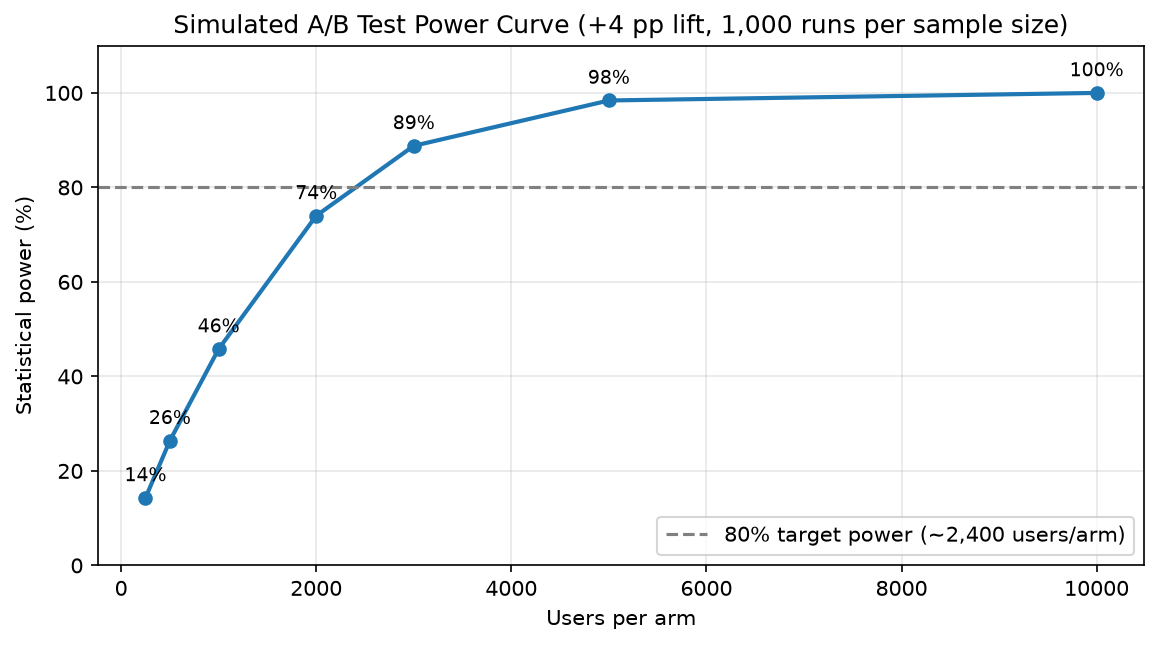 Simulated A/B Test Power Curve (+4 pp lift, 1,000 runs per sample size)
Statistical power (%)
100
80
60
40
20
0
14%
26%
46%
74%
89%
98%
100%
80% target power (~2,400 users/arm)
0 2000 4000 6000 8000 10000
Users per arm